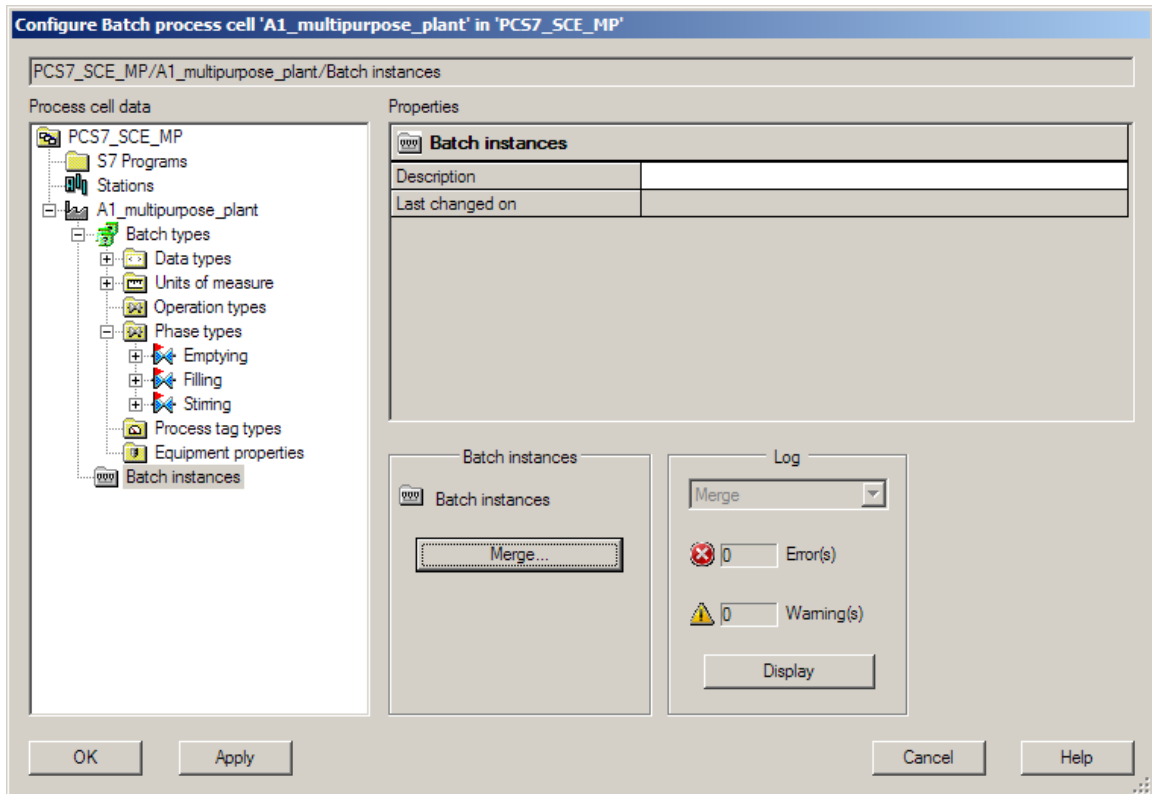 Configure Batch process cell 'A1_multipurpose_plant' in 'PCS7_SCE_MP'
PCS7_SCE_MP/A1_multipurpose_plant/Batch instances
Process cell data
PCS7_SCE_MP
S7 Programs
Stations
A1_multipurpose_plant
Batch types
Data types
Units of measure
Operation types
Phase types
Emptying
Filling
Stirring
Process tag types
Equipment properties
Batch instances
Properties
Batch instances
Description
Last changed on
Batch instances
Batch instances
Merge...
Log
Merge
0 Error(s)
0 Warning(s)
Display
OK
Apply
Cancel
Help